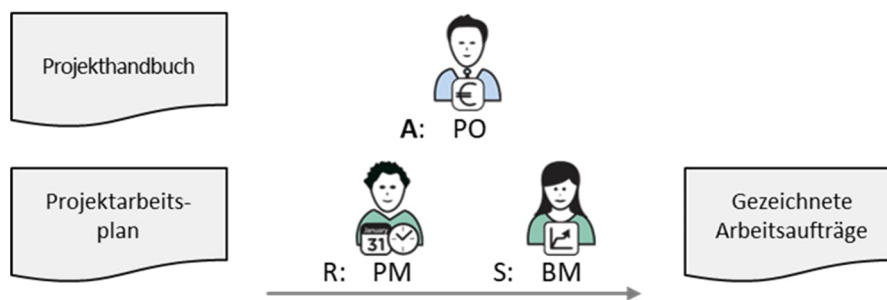 Projekthandbuch
€
A: PO
Projektarbeits-
plan
January
31
R: PM
S: BM
Gezeichnete
Arbeitsaufträge